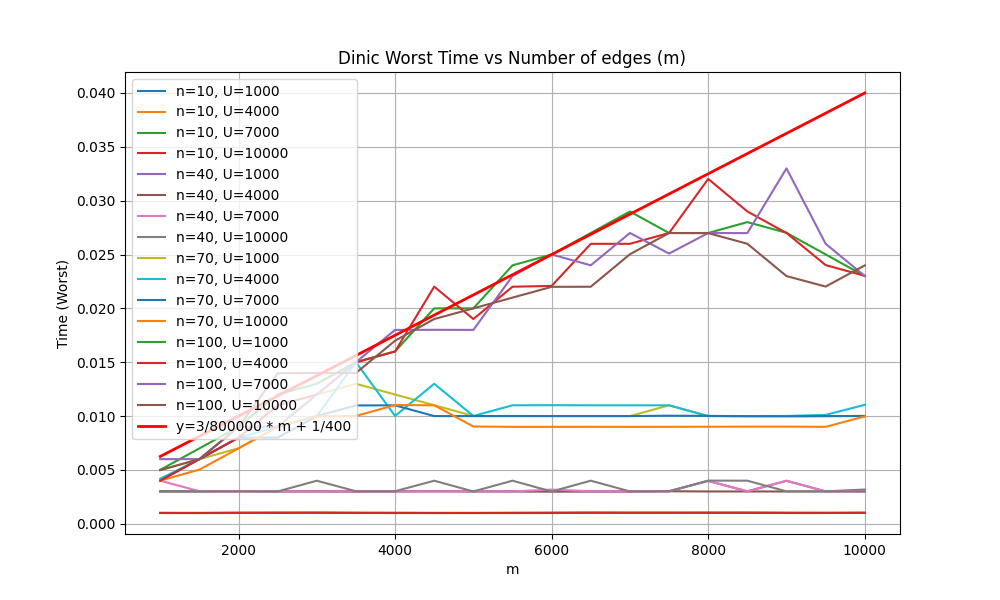 Dinic Worst Time vs Number of edges (m)
n=10, U=1000
n=10, U=4000
n=10, U=7000
n=10, U=10000
n=40, U=1000
n=40, U=4000
n=40, U=7000
n=40, U=10000
n=70, U=1000
n=70, U=4000
n=70, U=7000
n=70, U=10000
n=100, U=1000
n=100, U=4000
n=100, U=7000
n=100, U=10000
y=3/800000 * m + 1/400
0.040
0.035
0.030
0.025
0.020
0.015
0.010
0.005
0.000
Time (Worst)
2000 4000 6000 8000 10000
m